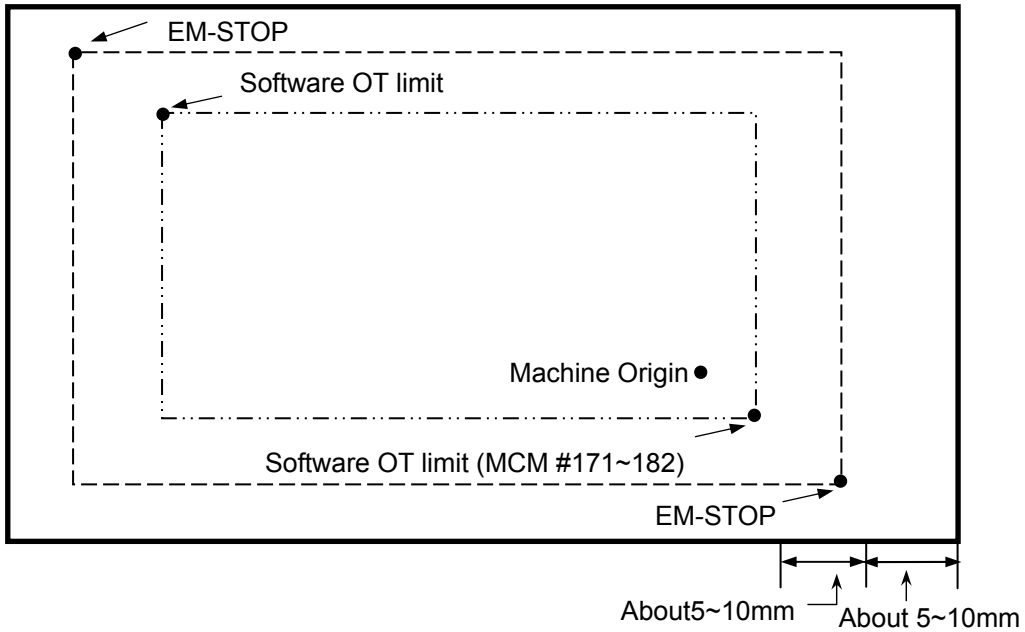 EM-STOP
Software OT limit
Machine Origin
Software OT limit (MCM #171~182)
EM-STOP
About5~10mm
About 5~10mm